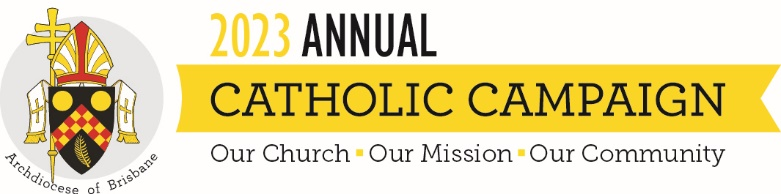 2023 ANNUAL
CATHOLIC CAMPAIGN
Our Church ▪ Our Mission ▪ Our Community
Archdiocese of Brisbane